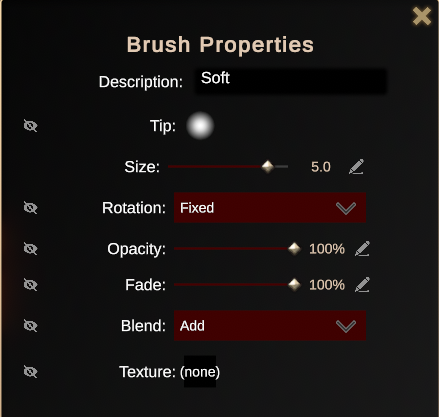 Brush Properties
Description: Soft
Tip:
Size: 5.0
Rotation: Fixed
Opacity: 100%
Fade: 100%
Blend: Add
Texture: (none)